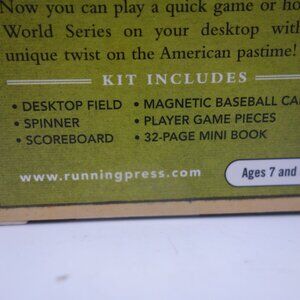 Now you can play a quick game or
World Series on your desktop with
unique twist on the American pastime!
KIT INCLUDES
• DESKTOP FIELD • MAGNETIC BASEBALL
• SPINNER • PLAYER GAME PIECES
• SCOREBOARD • 32-PAGE MINI BOOK
www.runningpress.com Ages 7 and